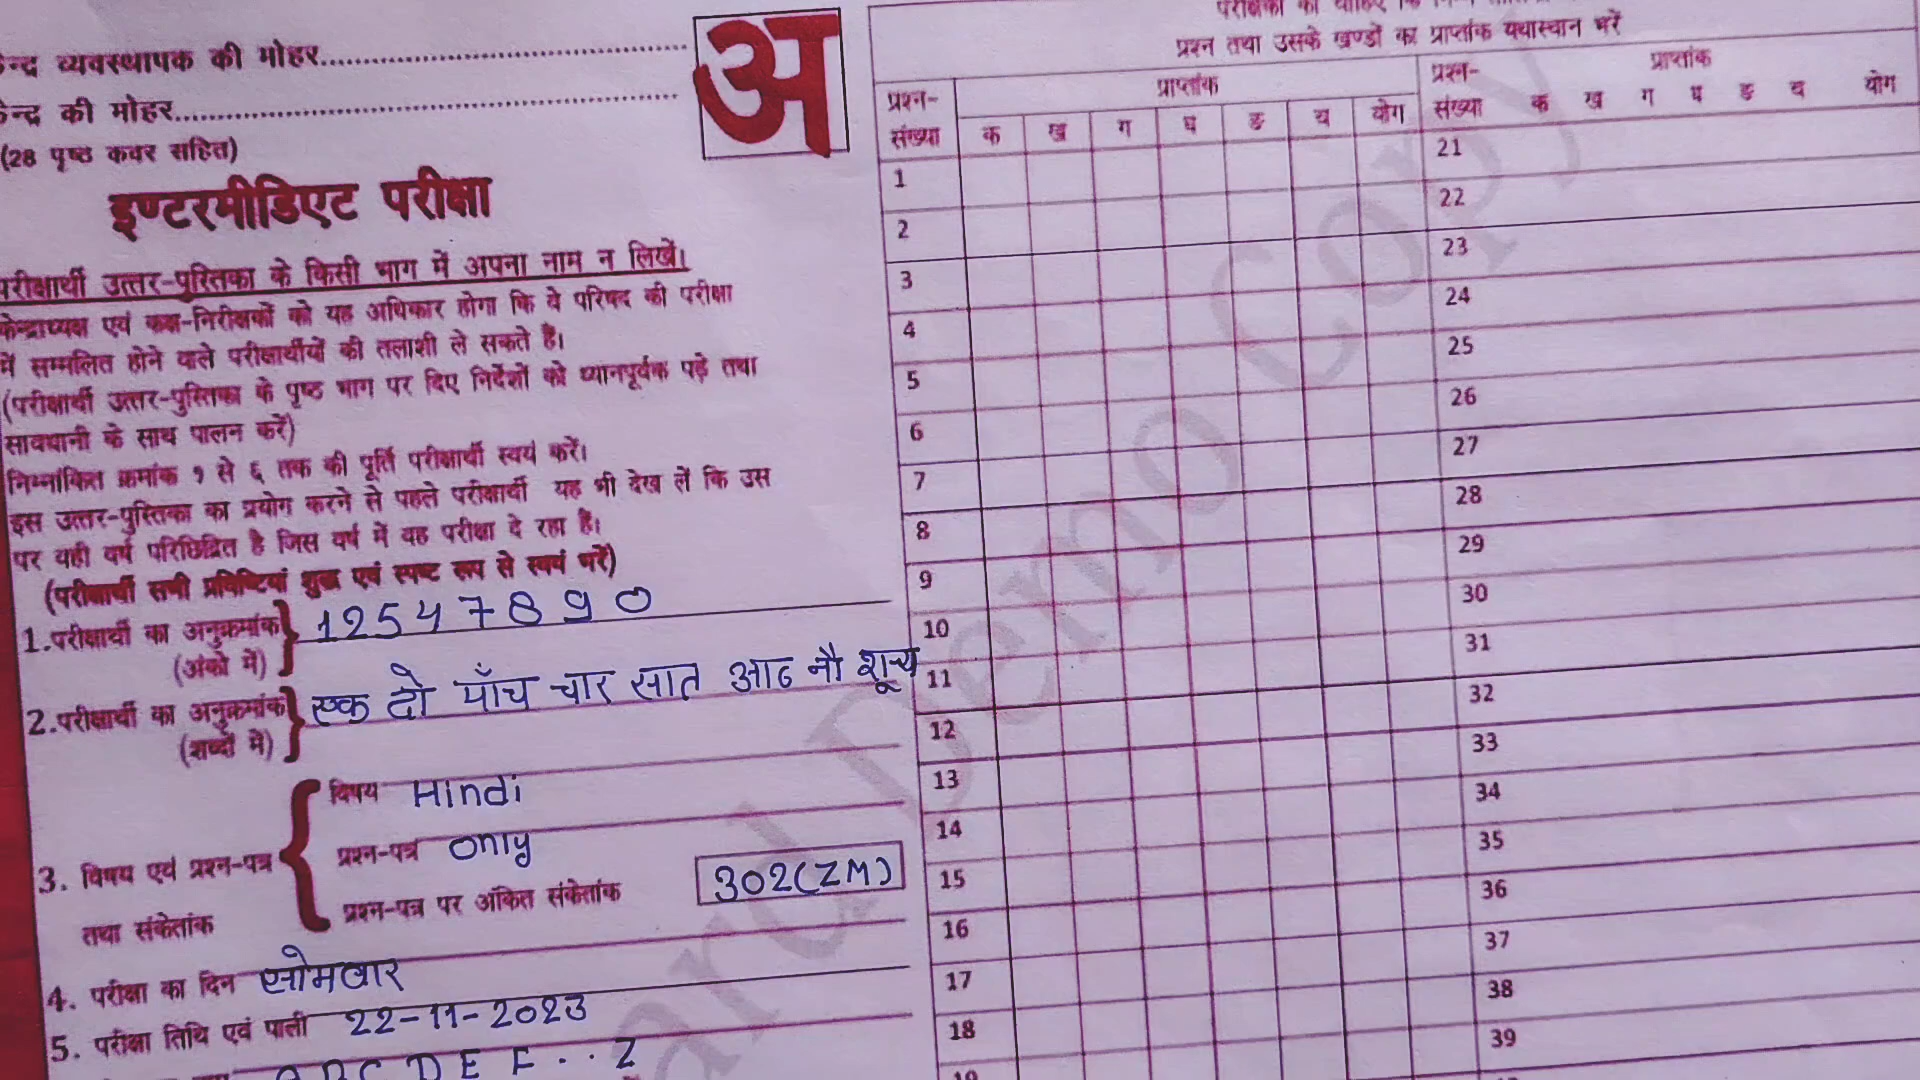 केन्द्र व्यवस्थापक की मोहर
केन्द्र की मोहर
(28 पृष्ठ कवर सहित)
अ
इण्टरमीडिएट परीक्षा
परीक्षार्थी उत्तर-पुस्तिका के किसी भाग में अपना नाम न लिखें।
केन्द्राध्यक्ष एवं कक्ष-निरीक्षकों को यह अधिकार होगा कि वे परिषद की परीक्षा
में सम्मलित होने वाले परीक्षार्थीयों की तलाशी ले सकते है।
(परीक्षार्थी उत्तर-पुस्तिका के पृष्ठ भाग पर दिए निर्देशों को ध्यानपूर्वक पढ़े तथा
सावधानी के साथ पालन करें)
निम्नांकित क्रमांक १ से ६ तक की पूर्ति परीक्षार्थी स्वयं करें।
इस उत्तर-पुस्तिका का प्रयोग करने से पहले परीक्षार्थी यह भी देख लें कि उस
पर वही वर्ष परिछिद्रित है जिस वर्ष में वह परीक्षा दे रहा है।
(परीक्षार्थी सभी प्रविष्टियां शुद्ध एवं स्पष्ट रूप से स्वयं भरें)
1.परीक्षार्थी का अनुक्रमांक 12547890
(अंको में)
2.परीक्षार्थी का अनुक्रमांक एक दो पाँच चार सात आठ नौ शून्य
(शब्दों में)
विषय Hindi
3. विषय एवं प्रश्न-पत्र प्रश्न-पत्र only
तथा संकेतांक प्रश्न-पत्र पर अंकित संकेतांक 302(ZM)
4. परीक्षा का दिन सोमवार
5. परीक्षा तिथि एवं पाली 22-11-2023
A B C D E F . . Z
प्रश्न तथा उसके खण्डों का प्राप्तांक यथास्थान भरें
प्रश्न-संख्या प्राप्तांक
क ख ग घ ङ च योग
1
2
3
4
5
6
7
8
9
10
11
12
13
14
15
16
17
18
19
प्रश्न-संख्या प्राप्तांक
क ख ग घ ङ च योग
21
22
23
24
25
26
27
28
29
30
31
32
33
34
35
36
37
38
39
Demo Copy